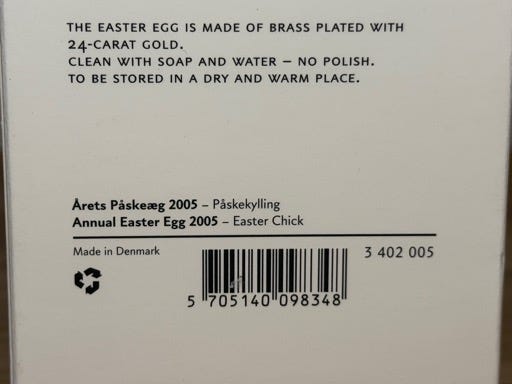 THE EASTER EGG IS MADE OF BRASS PLATED WITH
24-CARAT GOLD.
CLEAN WITH SOAP AND WATER – NO POLISH.
TO BE STORED IN A DRY AND WARM PLACE.
Årets Påskeæg 2005 – Påskekylling
Annual Easter Egg 2005 – Easter Chick
Made in Denmark
3 402 005
5 705140 098348